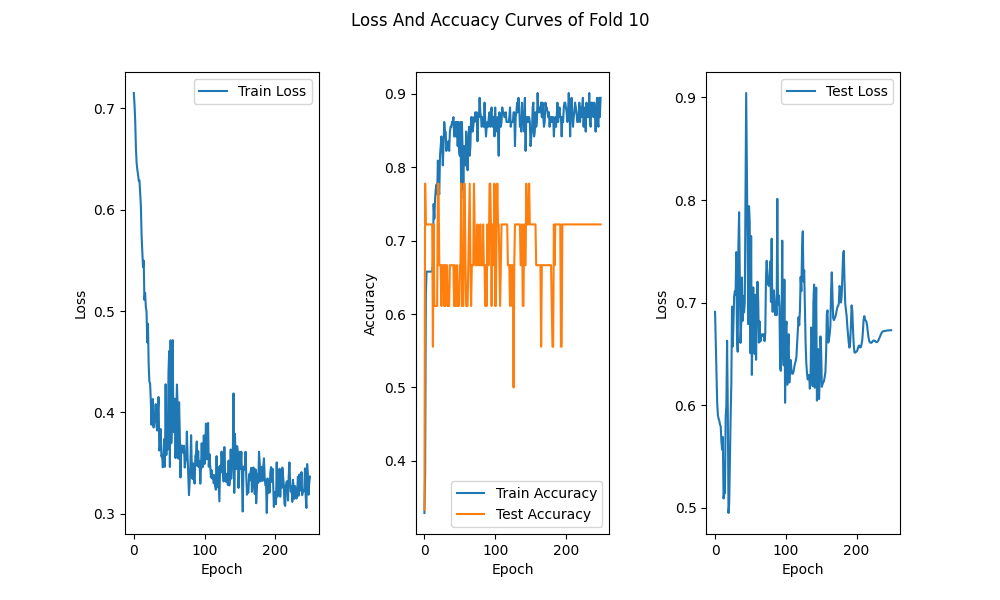 Loss And Accuacy Curves of Fold 10
Train Loss
0.7
0.6
0.5
0.4
0.3
Loss
0
100
200
Epoch
0.9
0.8
0.7
0.6
0.5
0.4
Accuracy
Train Accuracy
Test Accuracy
0
100
200
Epoch
Test Loss
0.9
0.8
0.7
0.6
0.5
Loss
0
100
200
Epoch